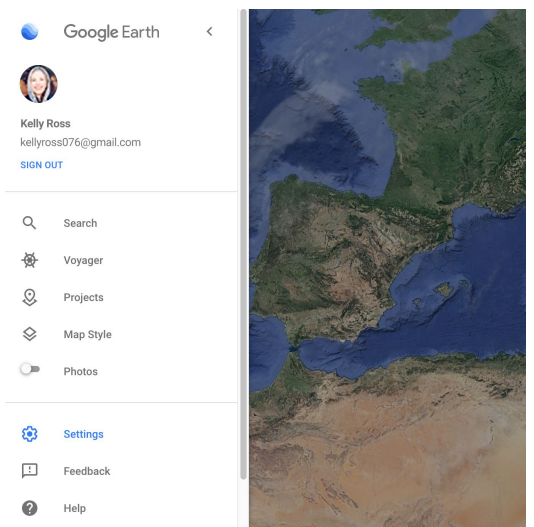 Google Earth
Kelly Ross
kellyross076@gmail.com
SIGN OUT
Search
Voyager
Projects
Map Style
Photos
Settings
Feedback
Help